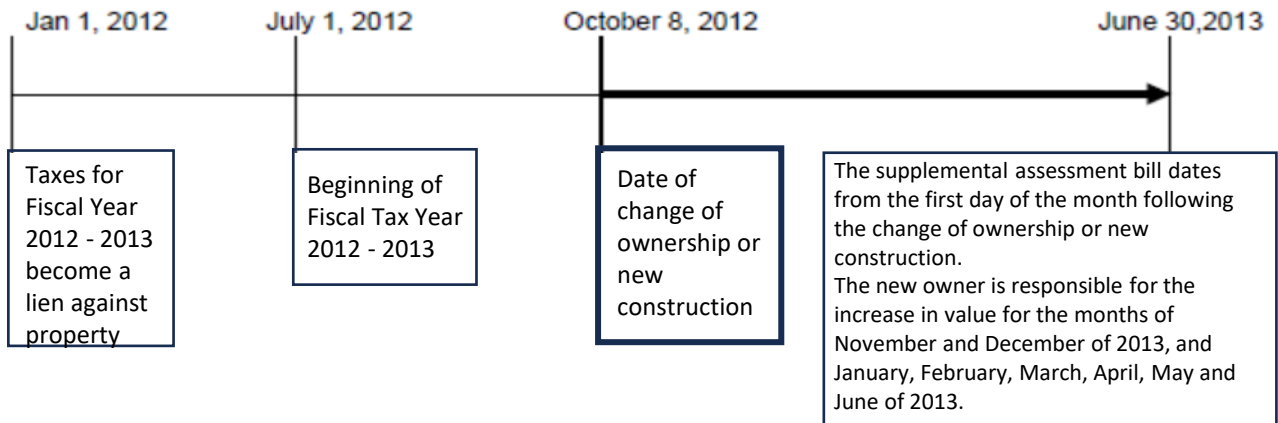 Jan 1, 2012
July 1, 2012
October 8, 2012
June 30,2013
Taxes for
Fiscal Year
2012 - 2013
become a
lien against
property
Beginning of
Fiscal Tax Year
2012 - 2013
Date of
change of
ownership or
new
construction
The supplemental assessment bill dates
from the first day of the month following
the change of ownership or new
construction.
The new owner is responsible for the
increase in value for the months of
November and December of 2013, and
January, February, March, April, May and
June of 2013.